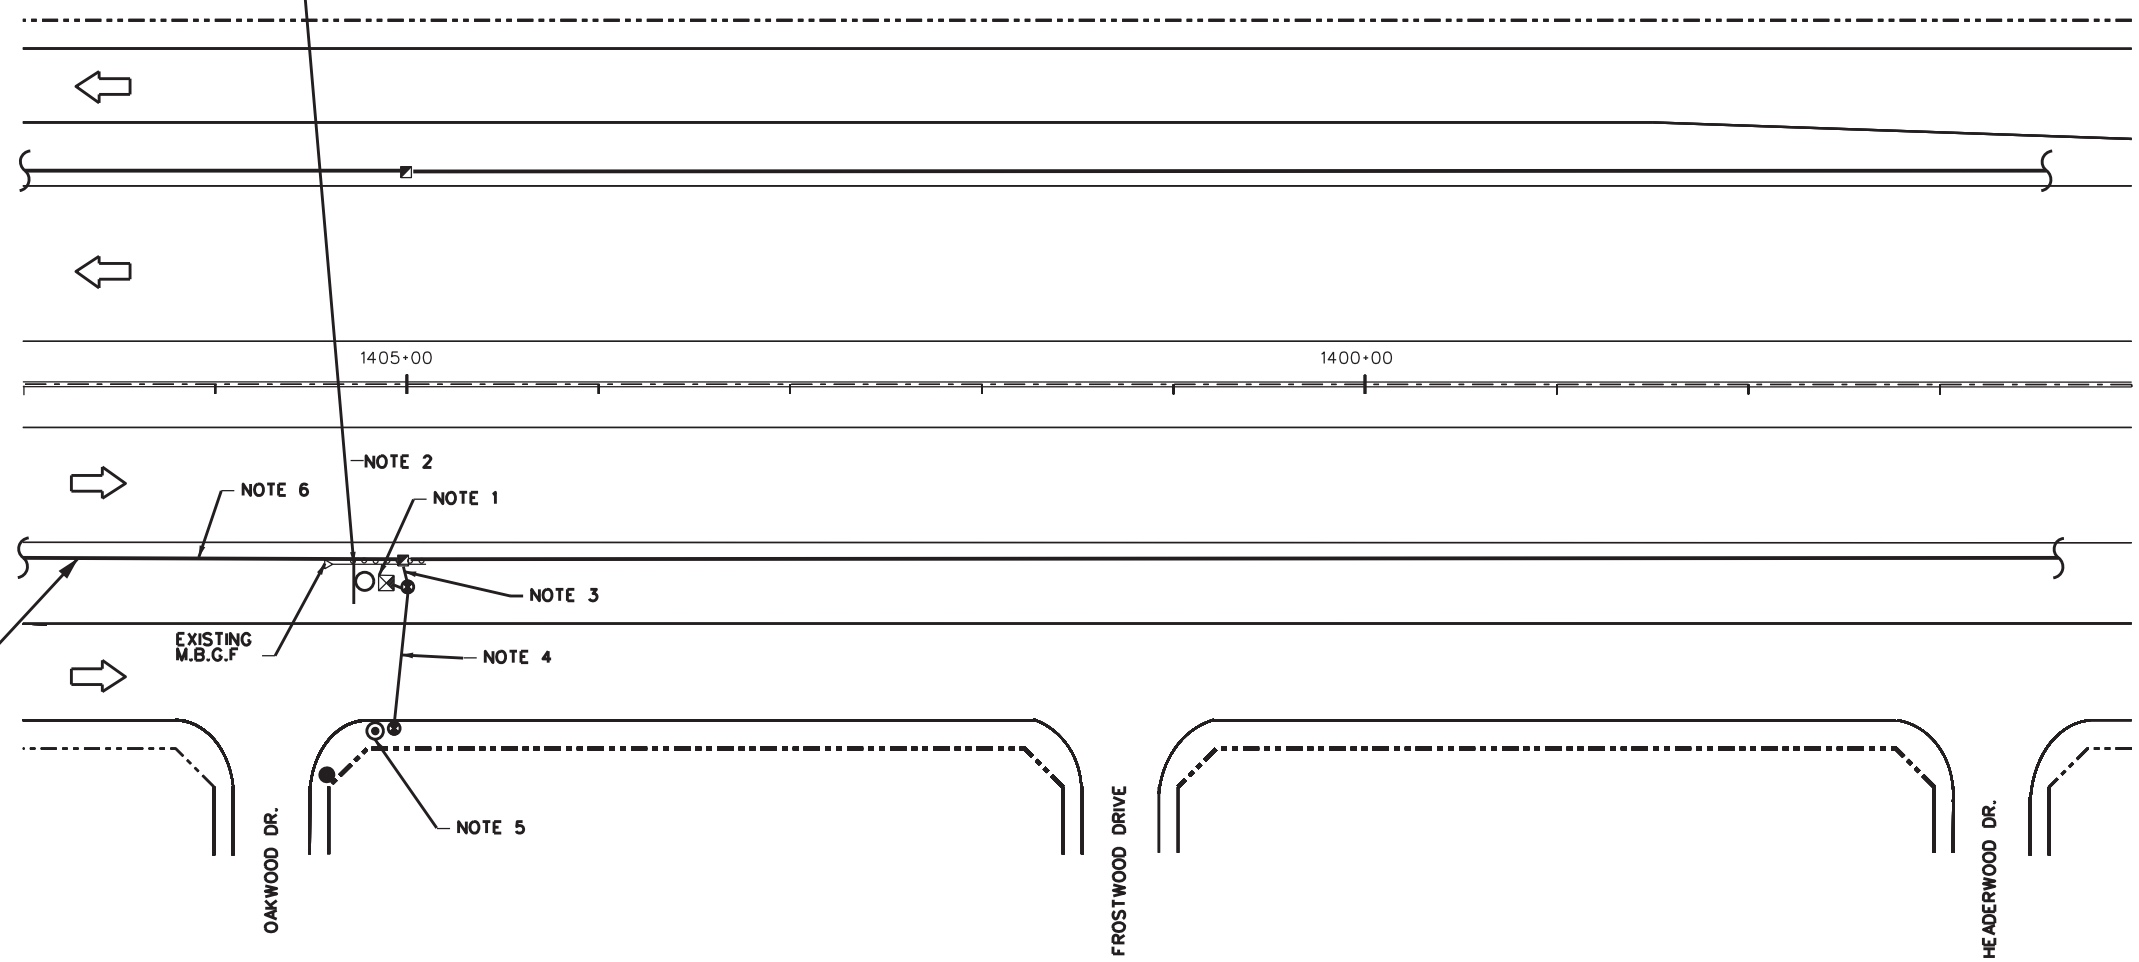 1405+00
1400+00
NOTE 2
NOTE 6
NOTE 1
NOTE 3
EXISTING
M.B.G.F
NOTE 4
NOTE 5
OAKWOOD DR.
FROSTWOOD DRIVE
HEADERWOOD DR.